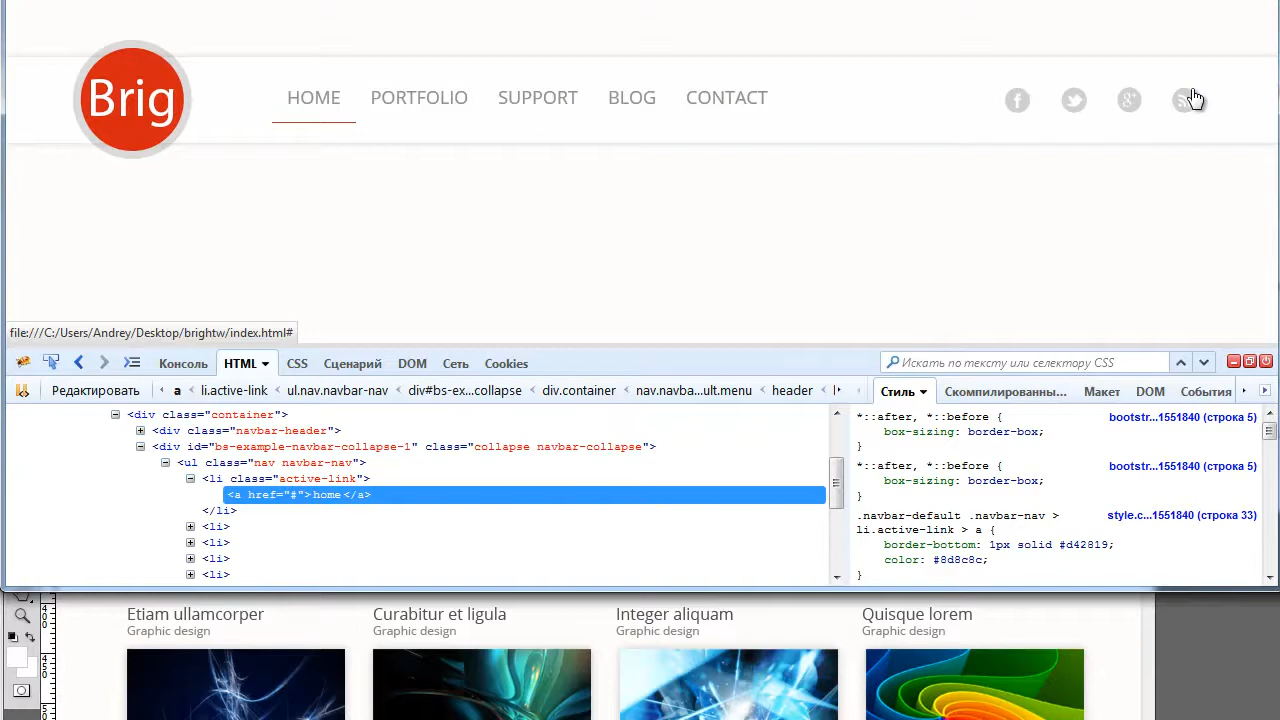 Brig
HOME PORTFOLIO SUPPORT BLOG CONTACT
file:///C:/Users/Andrey/Desktop/brightw/index.html#
Консоль HTML CSS Сценарий DOM Сеть Cookies
Искать по тексту или селектору CSS
Редактировать a < li.active-link < ul.nav.navbar-nav < div#bs-ex...collapse < div.container < nav.navba...ult.menu < header <
Стиль Скомпилированны... Макет DOM События
<div class="container">
<div class="navbar-header">
<div id="bs-example-navbar-collapse-1" class="collapse navbar-collapse">
<ul class="nav navbar-nav">
<li class="active-link">
<a href="#">home</a>
</li>
<li>
<li>
<li>
<li>
*::after, *::before { bootstr...1551840 (строка 5)
box-sizing: border-box;
}
*::after, *::before { bootstr...1551840 (строка 5)
box-sizing: border-box;
}
.navbar-default .navbar-nav > style.c...1551840 (строка 33)
li.active-link > a {
border-bottom: 1px solid #d42819;
color: #8d8c8c;
}
Etiam ullamcorper
Graphic design
Curabitur et ligula
Graphic design
Integer aliquam
Graphic design
Quisque lorem
Graphic design